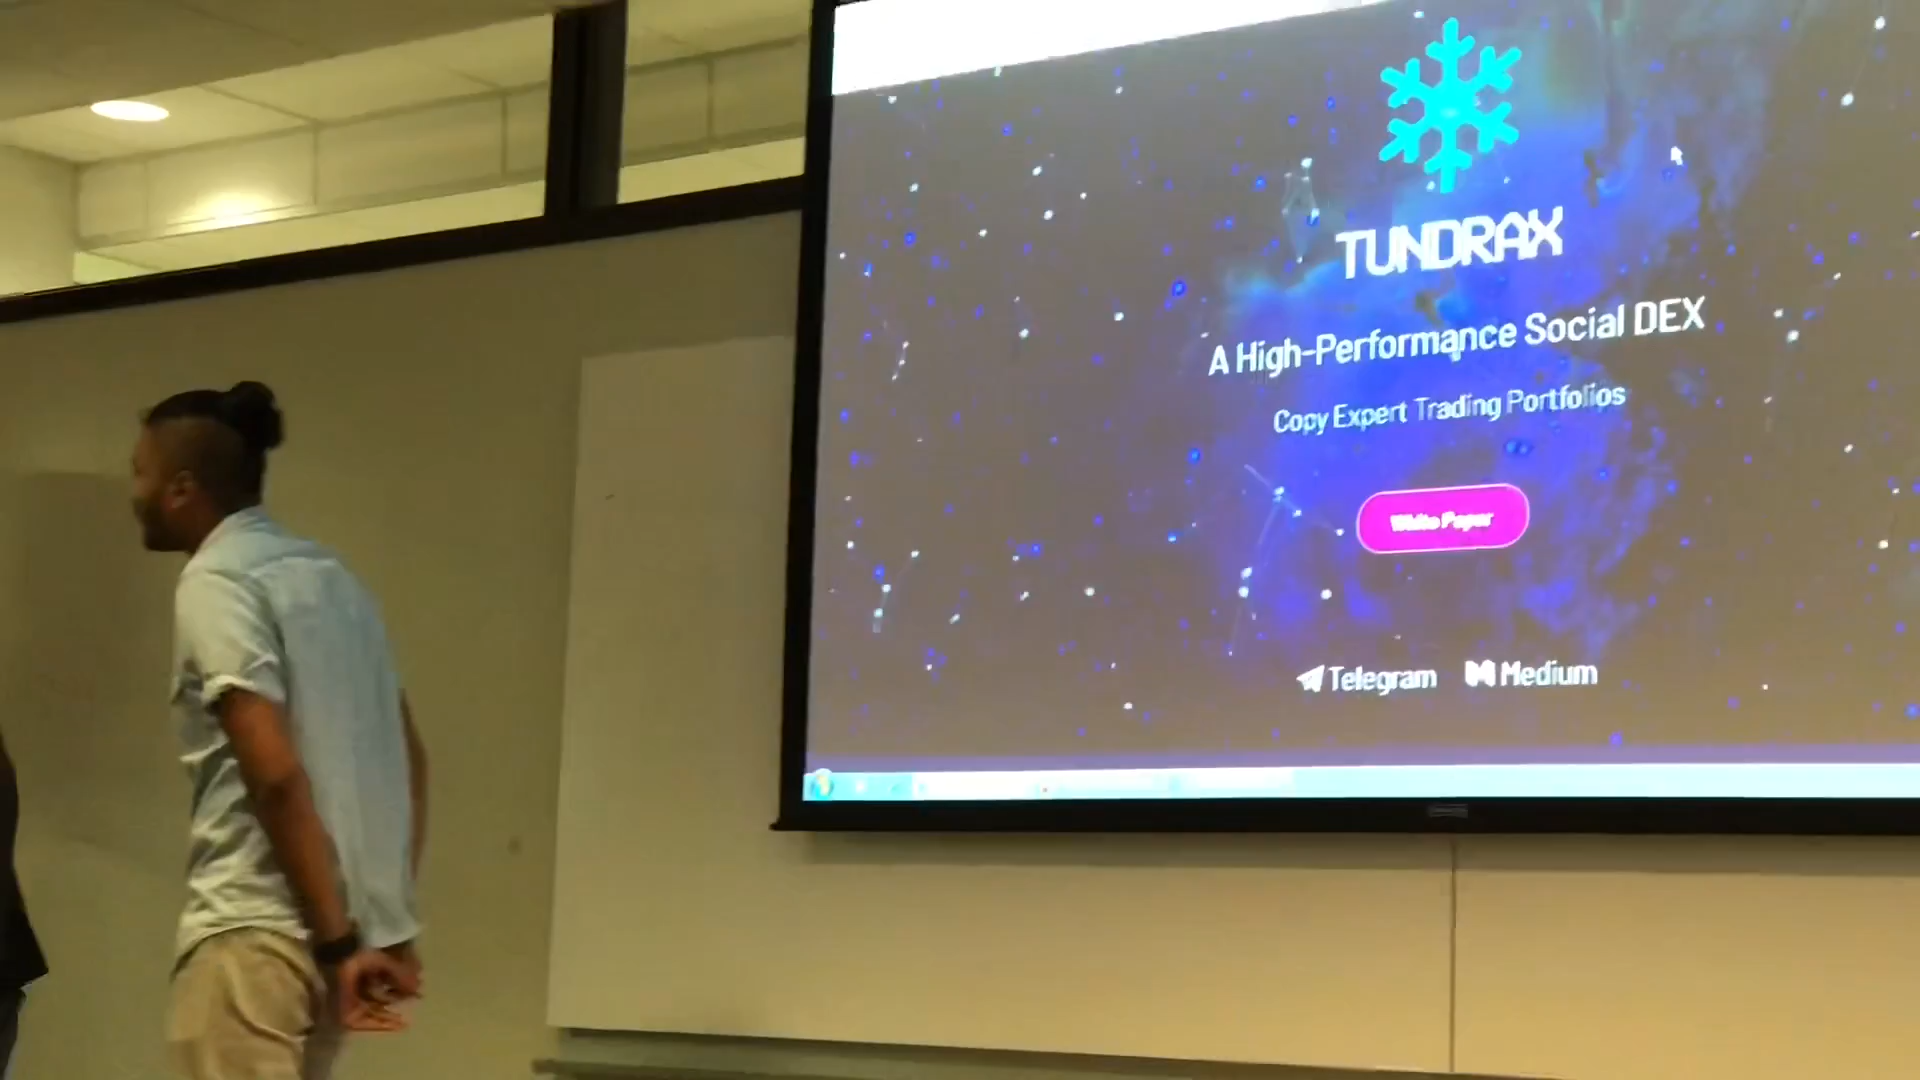 TUNDRAX
A High-Performance Social DEX
Copy Expert Trading Portfolios
White Paper
Telegram Medium